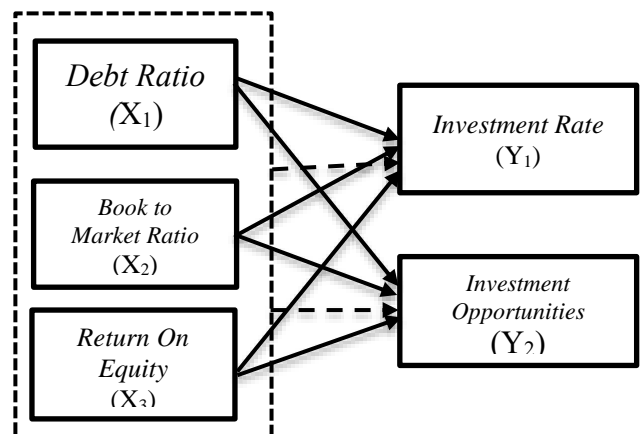 Debt Ratio
(X1)
Book to
Market Ratio
(X2)
Return On
Equity
(X3)
Investment Rate
(Y1)
Investment
Opportunities
(Y2)